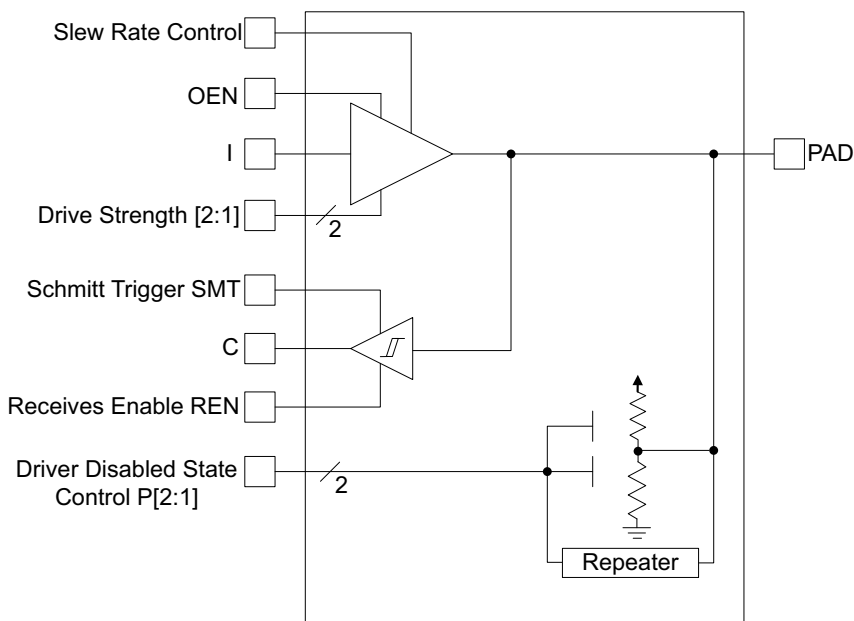 Slew Rate Control
OEN
I
PAD
Drive Strength [2:1]
2
Schmitt Trigger SMT
C
Receives Enable REN
Driver Disabled State
Control P[2:1]
2
Repeater